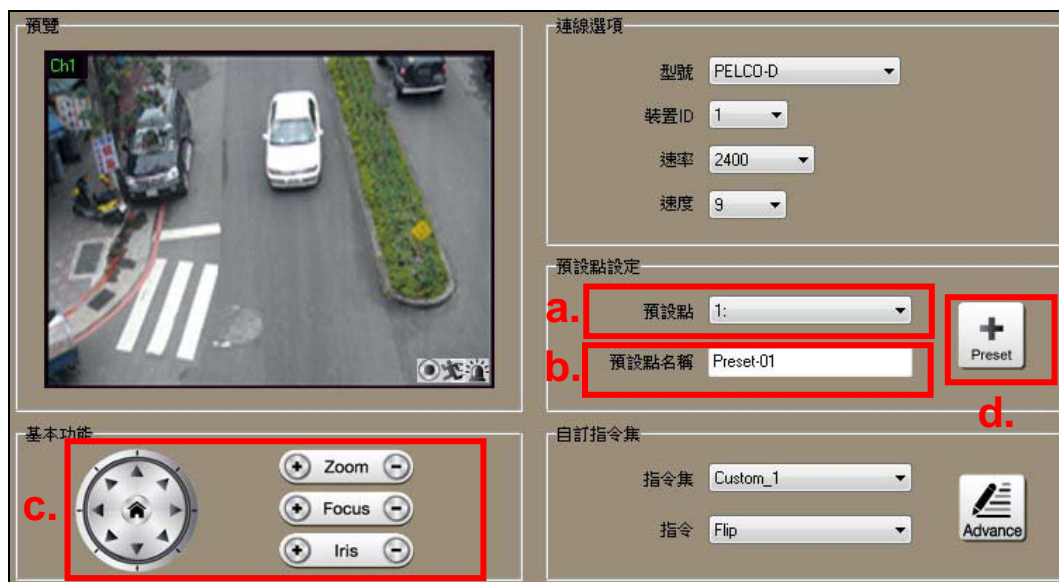 預覽
Ch1
連線選項
型號 PELCO-D
裝置ID 1
速率 2400
速度 9
預設點設定
a. 預設點 1:
b. 預設點名稱 Preset-01
Preset
d.
基本功能
c.
Zoom
Focus
Iris
自訂指令集
指令集 Custom_1
指令 Flip
Advance